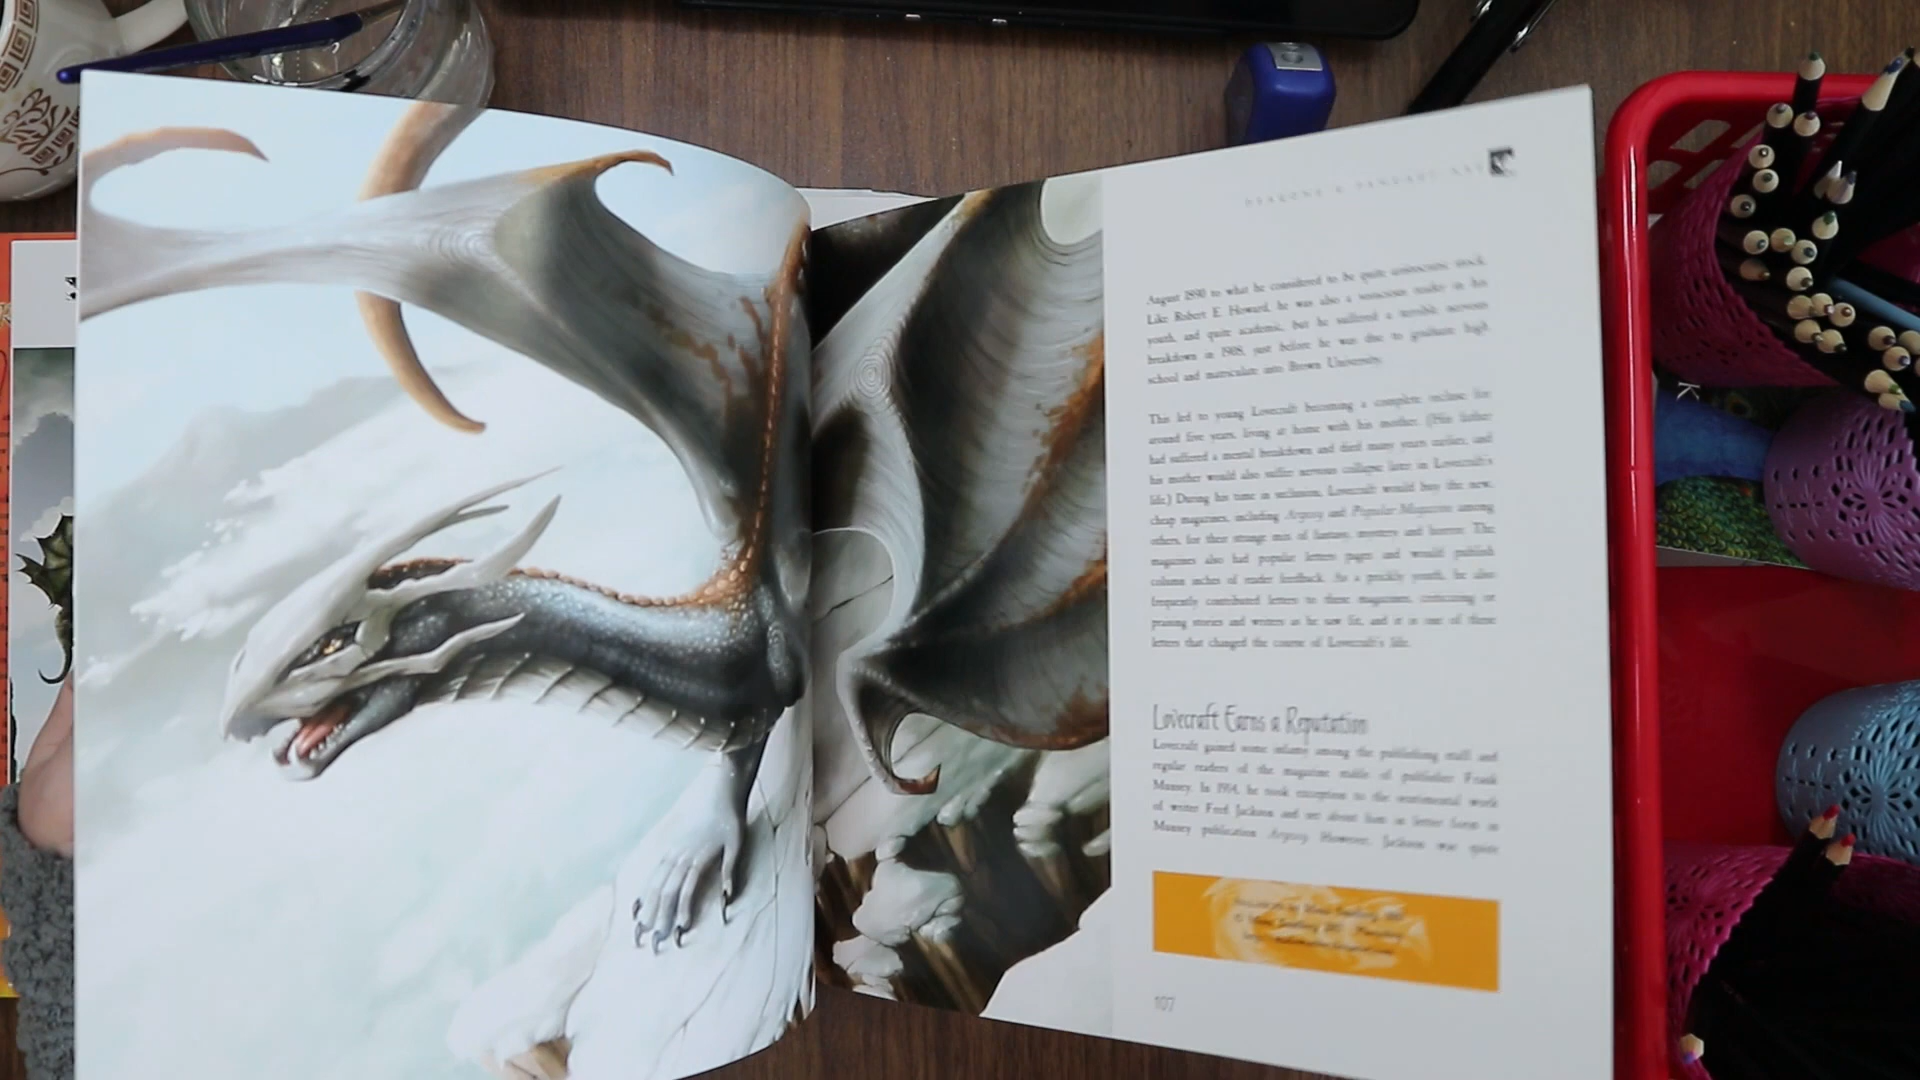 DRAGONS & FANTASY ART
August 1890 to what he considered to be quite aristocratic stock.
Like Robert E. Howard, he was also a voracious reader in his
youth, and quite academic, but he suffered a terrible nervous
breakdown in 1908, just before he was due to graduate high
school and matriculate into Brown University.
This led to young Lovecraft becoming a complete recluse for
around five years, living at home with his mother. (His father
had suffered a mental breakdown and died many years earlier, and
his mother would also suffer nervous collapse later in Lovecraft's
life.) During his time in seclusion, Lovecraft would buy the new,
cheap magazines, including Argosy and Popular Magazine among
others, for their strange mix of fantasy, mystery and horror. The
magazines also had popular letters pages and would publish
column inches of reader feedback. As a prickly youth, he also
frequently contributed letters to these magazines, criticizing or
praising stories and writers as he saw fit, and it is one of these
letters that changed the course of Lovecraft's life.
Lovecraft Earns a Reputation
Lovecraft gained some infamy among the publishing staff and
regular readers of the magazine stable of publisher Frank
Munsey. In 1914, he took exception to the sentimental work
of writer Fred Jackson and set about him in letter form in
Munsey publication Argosy. However, Jackson was quite
107
K